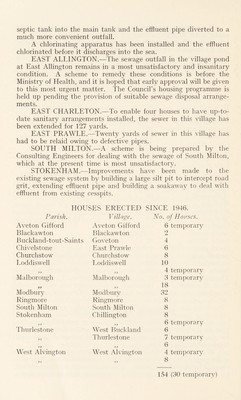 septic tank into the main tank and the effluent pipe diverted to a
much more convenient outfall.
A chlorinating apparatus has been installed and the effluent
chlorinated before it discharges into the sea.
EAST ALLINGTON.—The sewage outfall in the village pond
at East Allington remains in a most unsatisfactory and insanitary
condition. A scheme to remedy these conditions is before the
Ministry of Health, and it is hoped that early approval will be given
to this most urgent matter. The Council's housing programme is
held up pending the provision of suitable sewage disposal arrange-
ments.
EAST CHARLETON.—To enable four houses to have up-to-
date sanitary arrangements installed, the sewer in this village has
been extended for 127 yards.
EAST PRAWLE.—Twenty yards of sewer in this village has
had to be relaid owing to defective pipes.
SOUTH MILTON.—A scheme is being prepared by the
Consulting Engineers for dealing with the sewage of South Milton,
which at the present time is most unsatisfactory.
STOKENHAM.—Improvements have been made to the
existing sewage system by building a large silt pit to intercept road
grit, extending effluent pipe and building a soakaway to deal with
effluent from existing cesspits.
HOUSES ERECTED SINCE 1946.
Parish. Village. No. of Houses.
Aveton Gifford Aveton Gifford 6 temporary
Blackawton Blackawton 2
Buckland-tout-Saints Goveton 4
Chivelstone East Prawle 6
Churchstow Churchstow 8
Loddiswell Loddiswell 10
„ „ 4 temporary
Malborough Malborough 3 temporary
„ „ 18
Modbury Modbury 32
Ringmore Ringmore 8
South Milton South Milton 8
Stokenham Chillington 8
„ „ 6 temporary
Thurlestone West Buckland 6
„ Thurlestone 7 temporary
„ „ 6
West Alvington West Alvington 4 temporary
„ „ 8
154 (30 temporary)